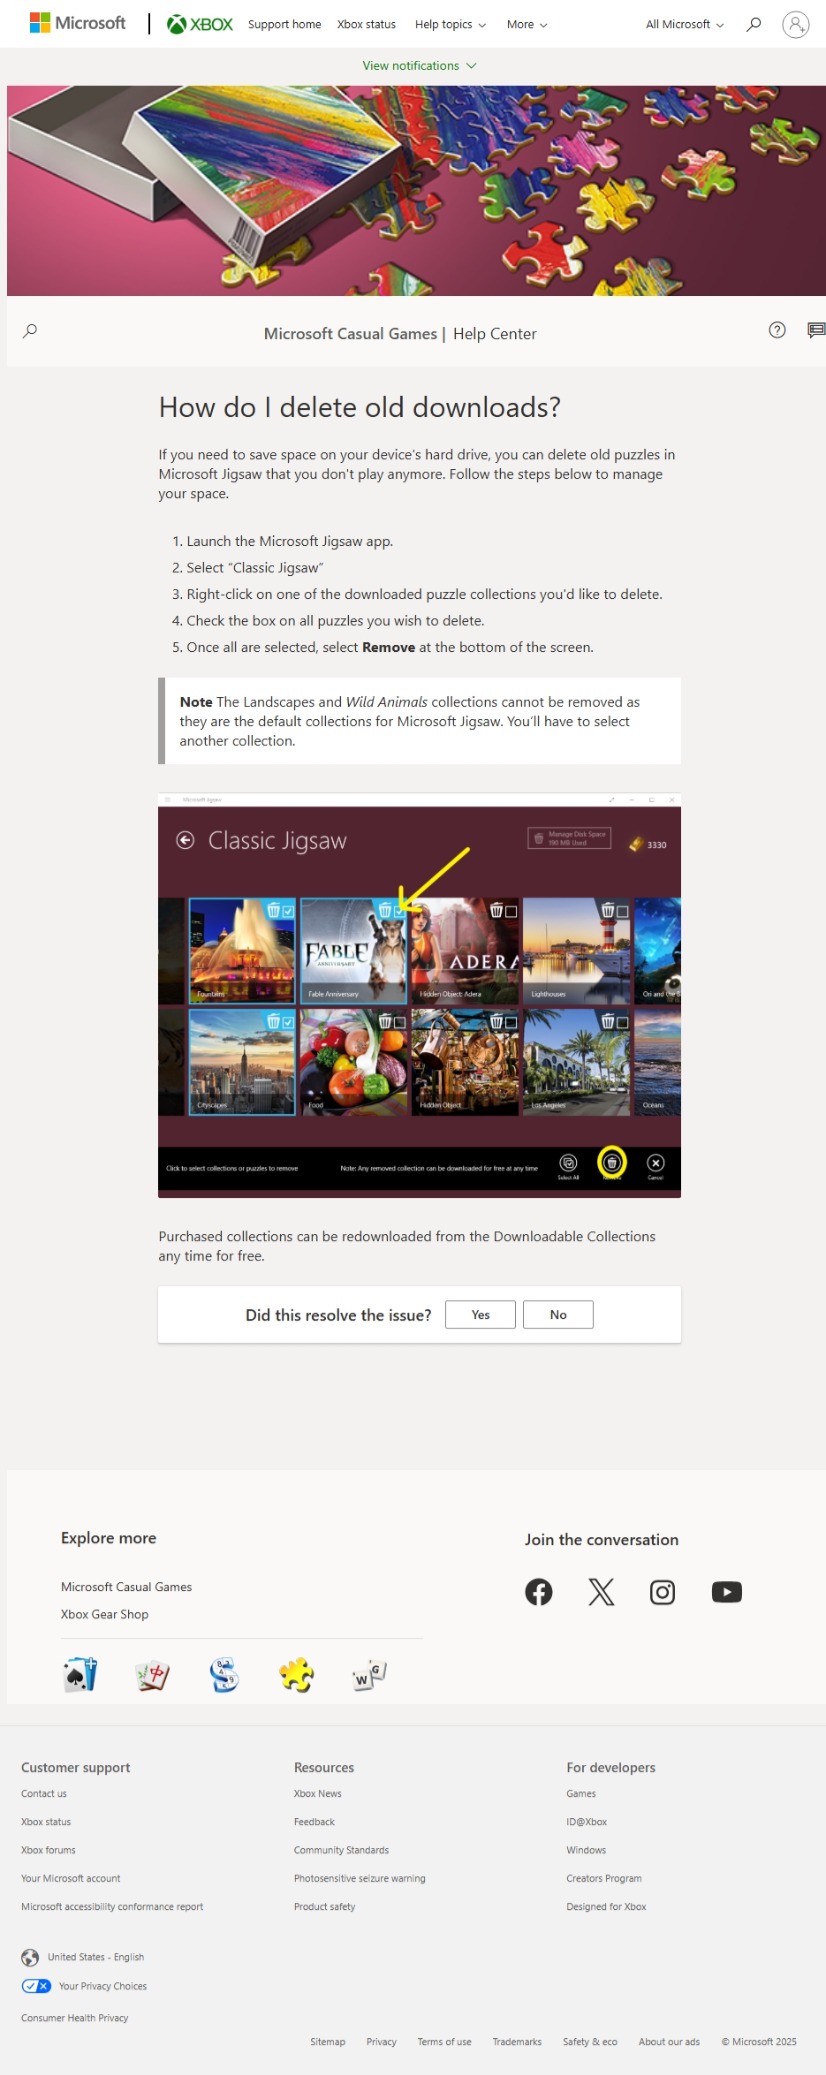 Microsoft
XBOX
Support home
Xbox status
Help topics
More
All Microsoft
View notifications
Microsoft Casual Games | Help Center
How do I delete old downloads?
If you need to save space on your device's hard drive, you can delete old puzzles in
Microsoft Jigsaw that you don't play anymore. Follow the steps below to manage
your space.
1. Launch the Microsoft Jigsaw app.
2. Select “Classic Jigsaw”
3. Right-click on one of the downloaded puzzle collections you'd like to delete.
4. Check the box on all puzzles you wish to delete.
5. Once all are selected, select Remove at the bottom of the screen.
Note The Landscapes and Wild Animals collections cannot be removed as
they are the default collections for Microsoft Jigsaw. You’ll have to select
another collection.
Microsoft Jigsaw
Classic Jigsaw
Manage Disk Space
190 MB Used
3330
FABLE
ANNIVERSARY
ADERA
Fountains
Fable Anniversary
Hidden Object: Adera
Lighthouses
Ori and the B
Cityscapes
Food
Hidden Object
Los Angeles
Oceans
Click to select collections or puzzles to remove
Note: Any removed collection can be downloaded for free at any time
Select All
Cancel
Purchased collections can be redownloaded from the Downloadable Collections
any time for free.
Did this resolve the issue?
Yes
No
Explore more
Join the conversation
Microsoft Casual Games
Xbox Gear Shop
W G
Customer support
Contact us
Xbox status
Xbox forums
Your Microsoft account
Microsoft accessibility conformance report
Resources
Xbox News
Feedback
Community Standards
Photosensitive seizure warning
Product safety
For developers
Games
ID@Xbox
Windows
Creators Program
Designed for Xbox
United States - English
Your Privacy Choices
Consumer Health Privacy
Sitemap
Privacy
Terms of use
Trademarks
Safety & eco
About our ads
© Microsoft 2025